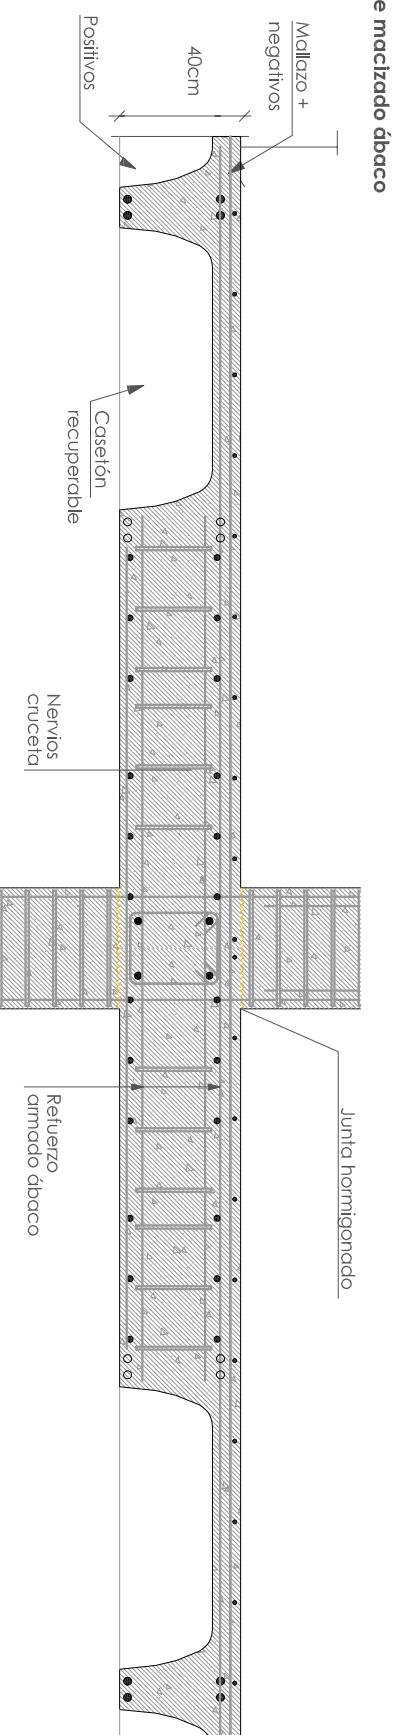 e macizado ábaco
Mallazo +
negativos
40cm
Positivos
Casetón
recuperable
Nervios
cruceta
Refuerzo
armado ábaco
Junta hormigonado